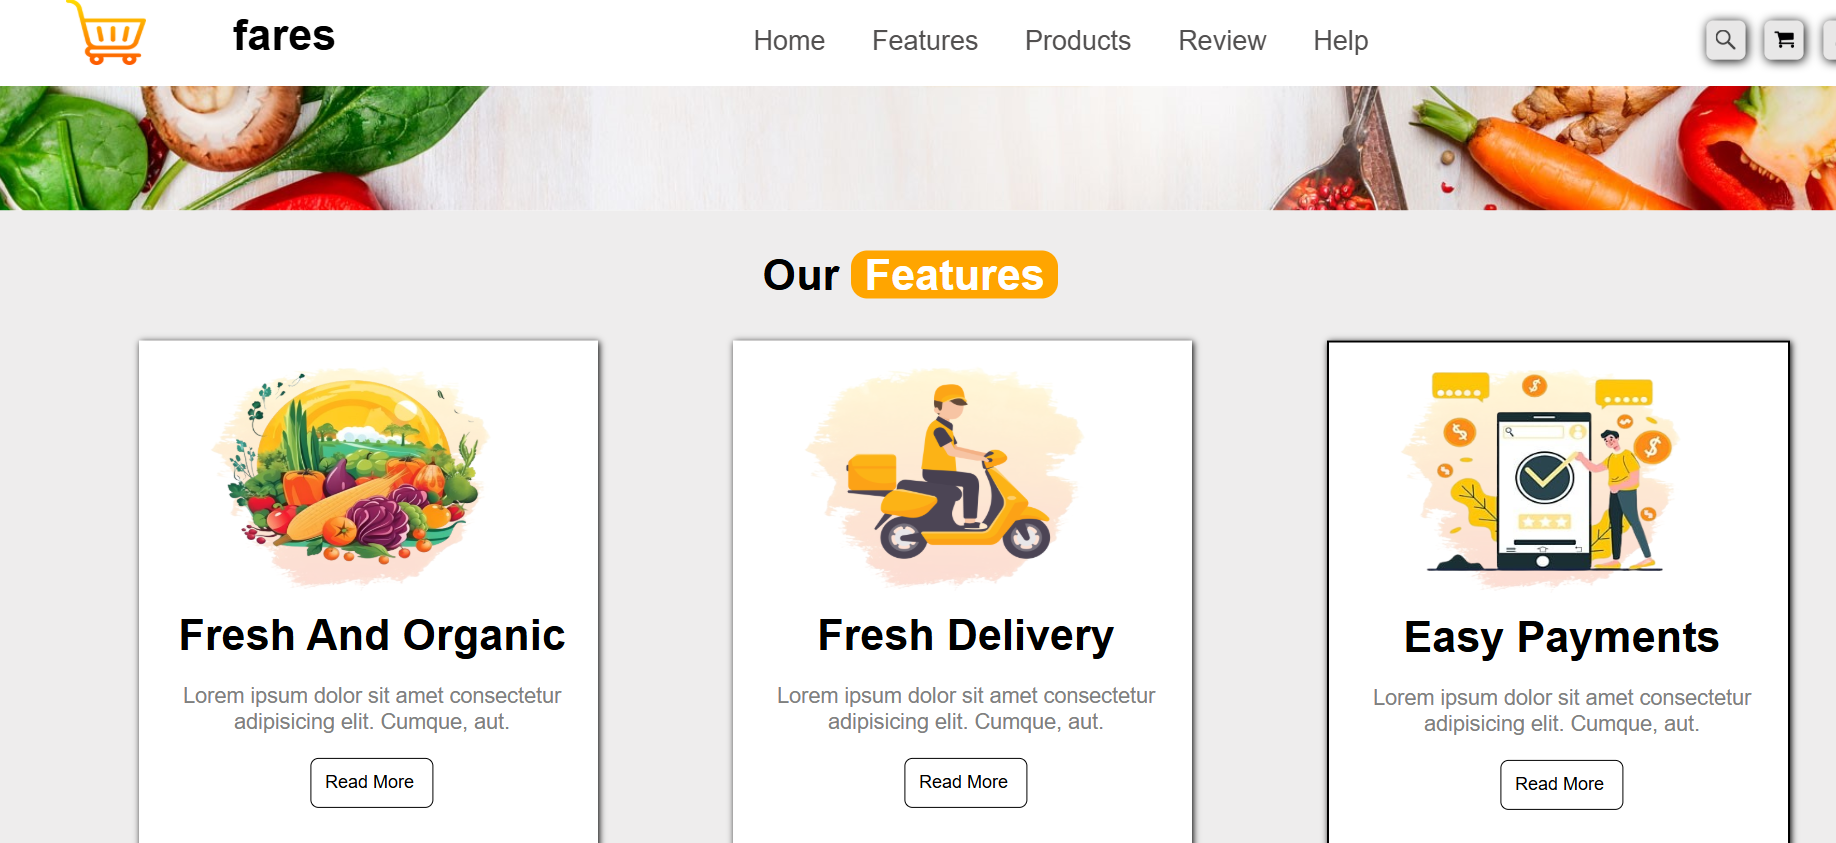 fares
Home Features Products Review Help
Our Features
Fresh And Organic
Lorem ipsum dolor sit amet consectetur
adipisicing elit. Cumque, aut.
Read More
Fresh Delivery
Lorem ipsum dolor sit amet consectetur
adipisicing elit. Cumque, aut.
Read More
Easy Payments
Lorem ipsum dolor sit amet consectetur
adipisicing elit. Cumque, aut.
Read More